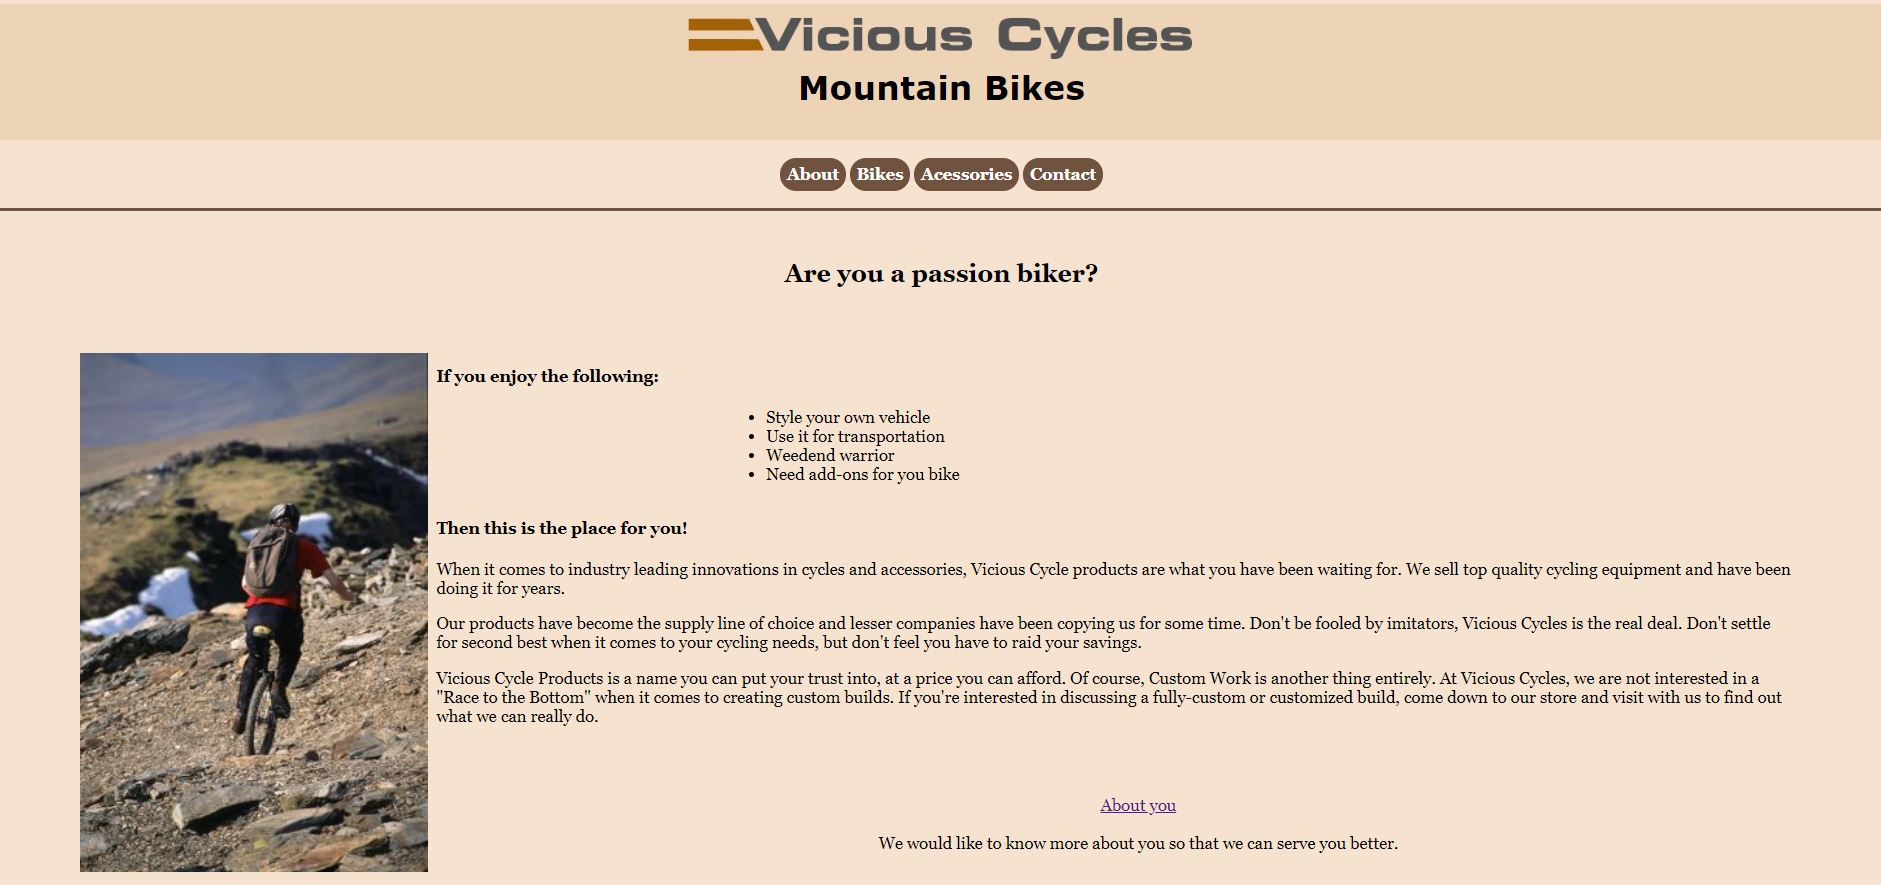 Vicious Cycles
Mountain Bikes
About Bikes Acessories Contact
Are you a passion biker?
If you enjoy the following:
• Style your own vehicle
• Use it for transportation
• Weedend warrior
• Need add-ons for you bike
Then this is the place for you!
When it comes to industry leading innovations in cycles and accessories, Vicious Cycle products are what you have been waiting for. We sell top quality cycling equipment and have been
doing it for years.
Our products have become the supply line of choice and lesser companies have been copying us for some time. Don't be fooled by imitators, Vicious Cycles is the real deal. Don't settle
for second best when it comes to your cycling needs, but don't feel you have to raid your savings.
Vicious Cycle Products is a name you can put your trust into, at a price you can afford. Of course, Custom Work is another thing entirely. At Vicious Cycles, we are not interested in a
"Race to the Bottom" when it comes to creating custom builds. If you're interested in discussing a fully-custom or customized build, come down to our store and visit with us to find out
what we can really do.
About you
We would like to know more about you so that we can serve you better.